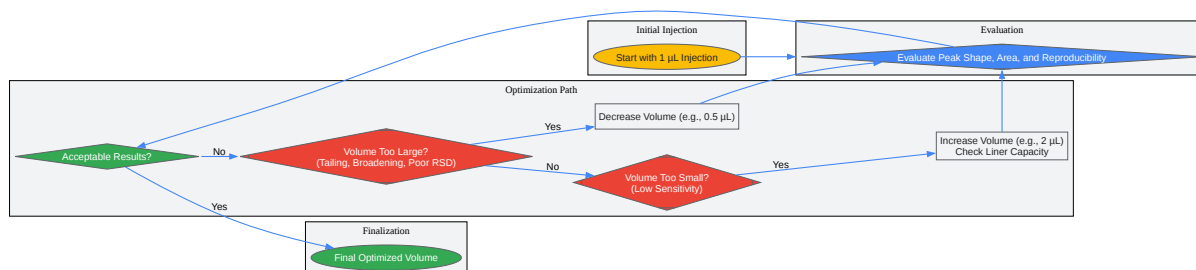 Initial Injection
Start with 1 µL Injection
Evaluation
Evaluate Peak Shape, Area, and Reproducibility
Optimization Path
Acceptable Results?
No
Volume Too Large?
(Tailing, Broadening, Poor RSD)
Yes
Decrease Volume (e.g., 0.5 µL)
No
Volume Too Small?
(Low Sensitivity)
Yes
Increase Volume (e.g., 2 µL)
Check Liner Capacity
Yes
Finalization
Final Optimized Volume